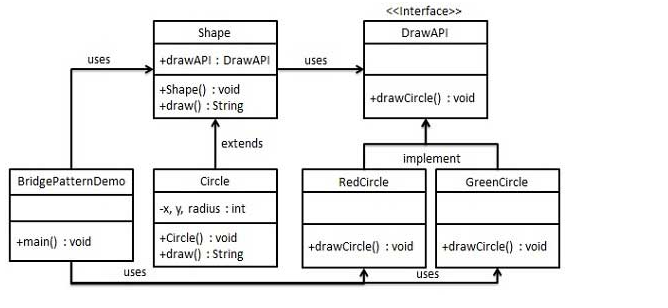 <<Interface>>
Shape
DrawAPI
+drawAPI : DrawAPI
uses
uses
+Shape() : void
+draw() : String
+drawCircle() : void
extends
implement
BridgePatternDemo
Circle
RedCircle
GreenCircle
-x, y, radius : int
+main() : void
+Circle() : void
+draw() : String
+drawCircle() : void
+drawCircle() : void
uses
uses